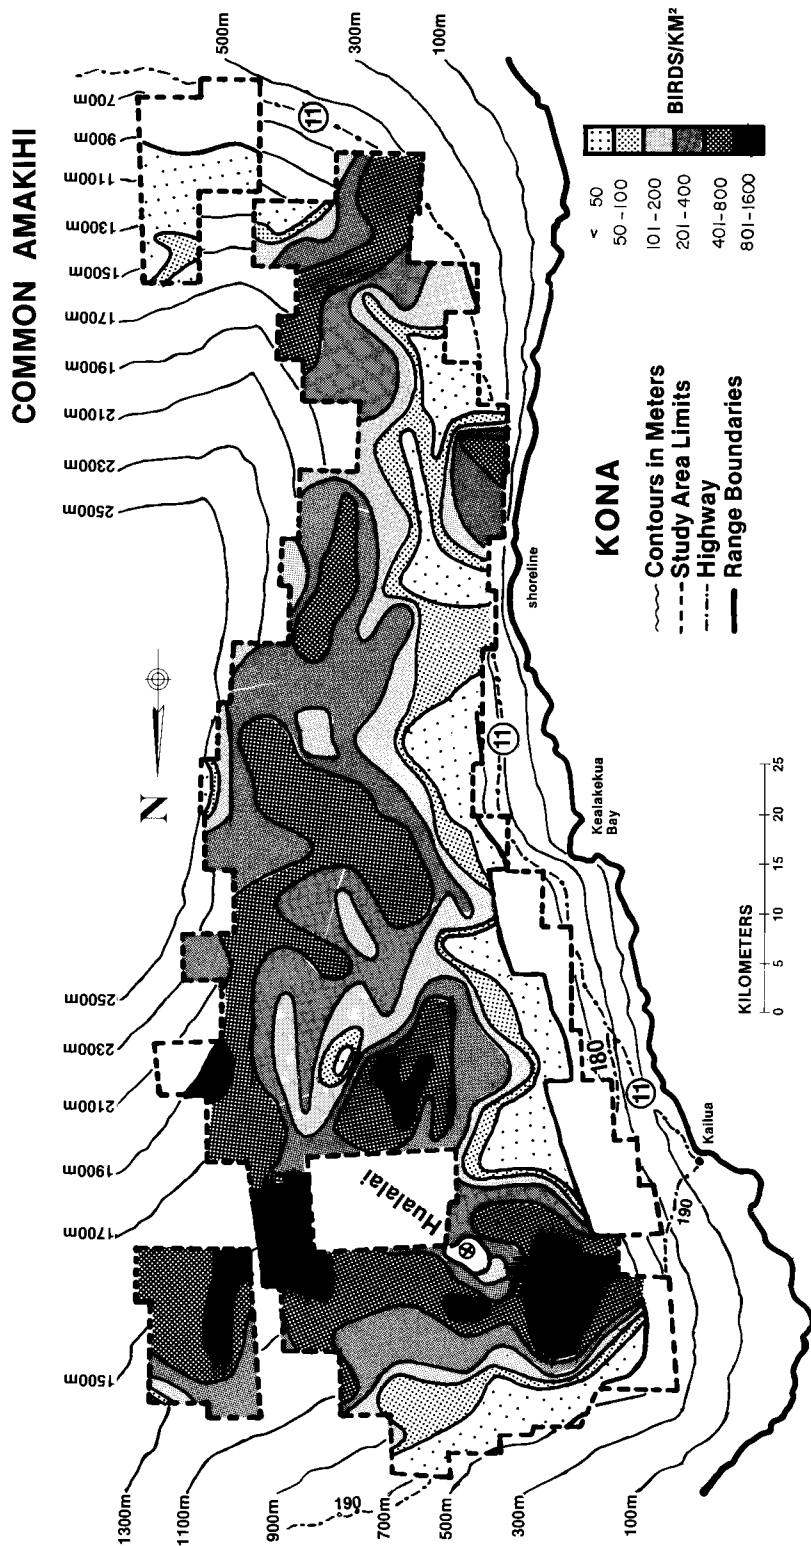 COMMON AMAKIHI
500m
300m
100m
700m
900m
1100m
1300m
1500m
1700m
1900m
2100m
2300m
2500m
11
BIRDS/KM²
< 50
50-100
101-200
201-400
401-800
801-1600
KONA
Contours in Meters
Study Area Limits
Highway
Range Boundaries
shoreline
N
11
Kealakekua
Bay
KILOMETERS
0
5
10
15
20
25
2500m
2300m
2100m
1900m
1700m
1500m
Hualalai
180
11
Kailua
190
1300m
1100m
900m
190
700m
500m
300m
100m